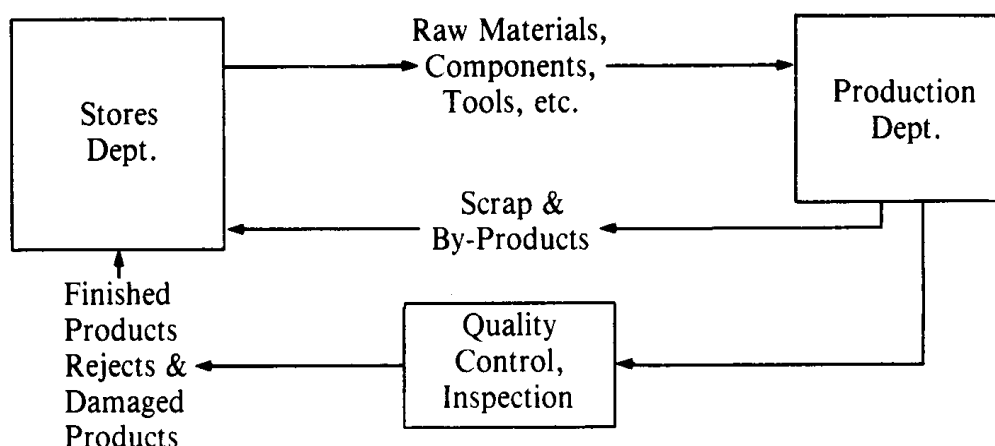 Stores
Dept.
Raw Materials,
Components,
Tools, etc.
Production
Dept.
Scrap &
By-Products
Finished
Products
Rejects &
Damaged
Products
Quality
Control,
Inspection